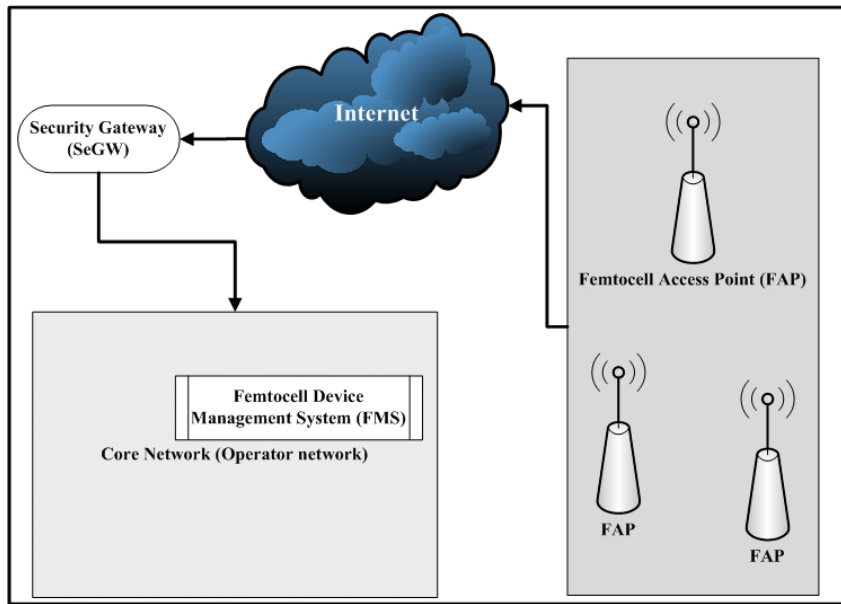 Internet
Security Gateway
(SeGW)
Femtocell Access Point (FAP)
Femtocell Device
Management System (FMS)
Core Network (Operator network)
FAP
FAP